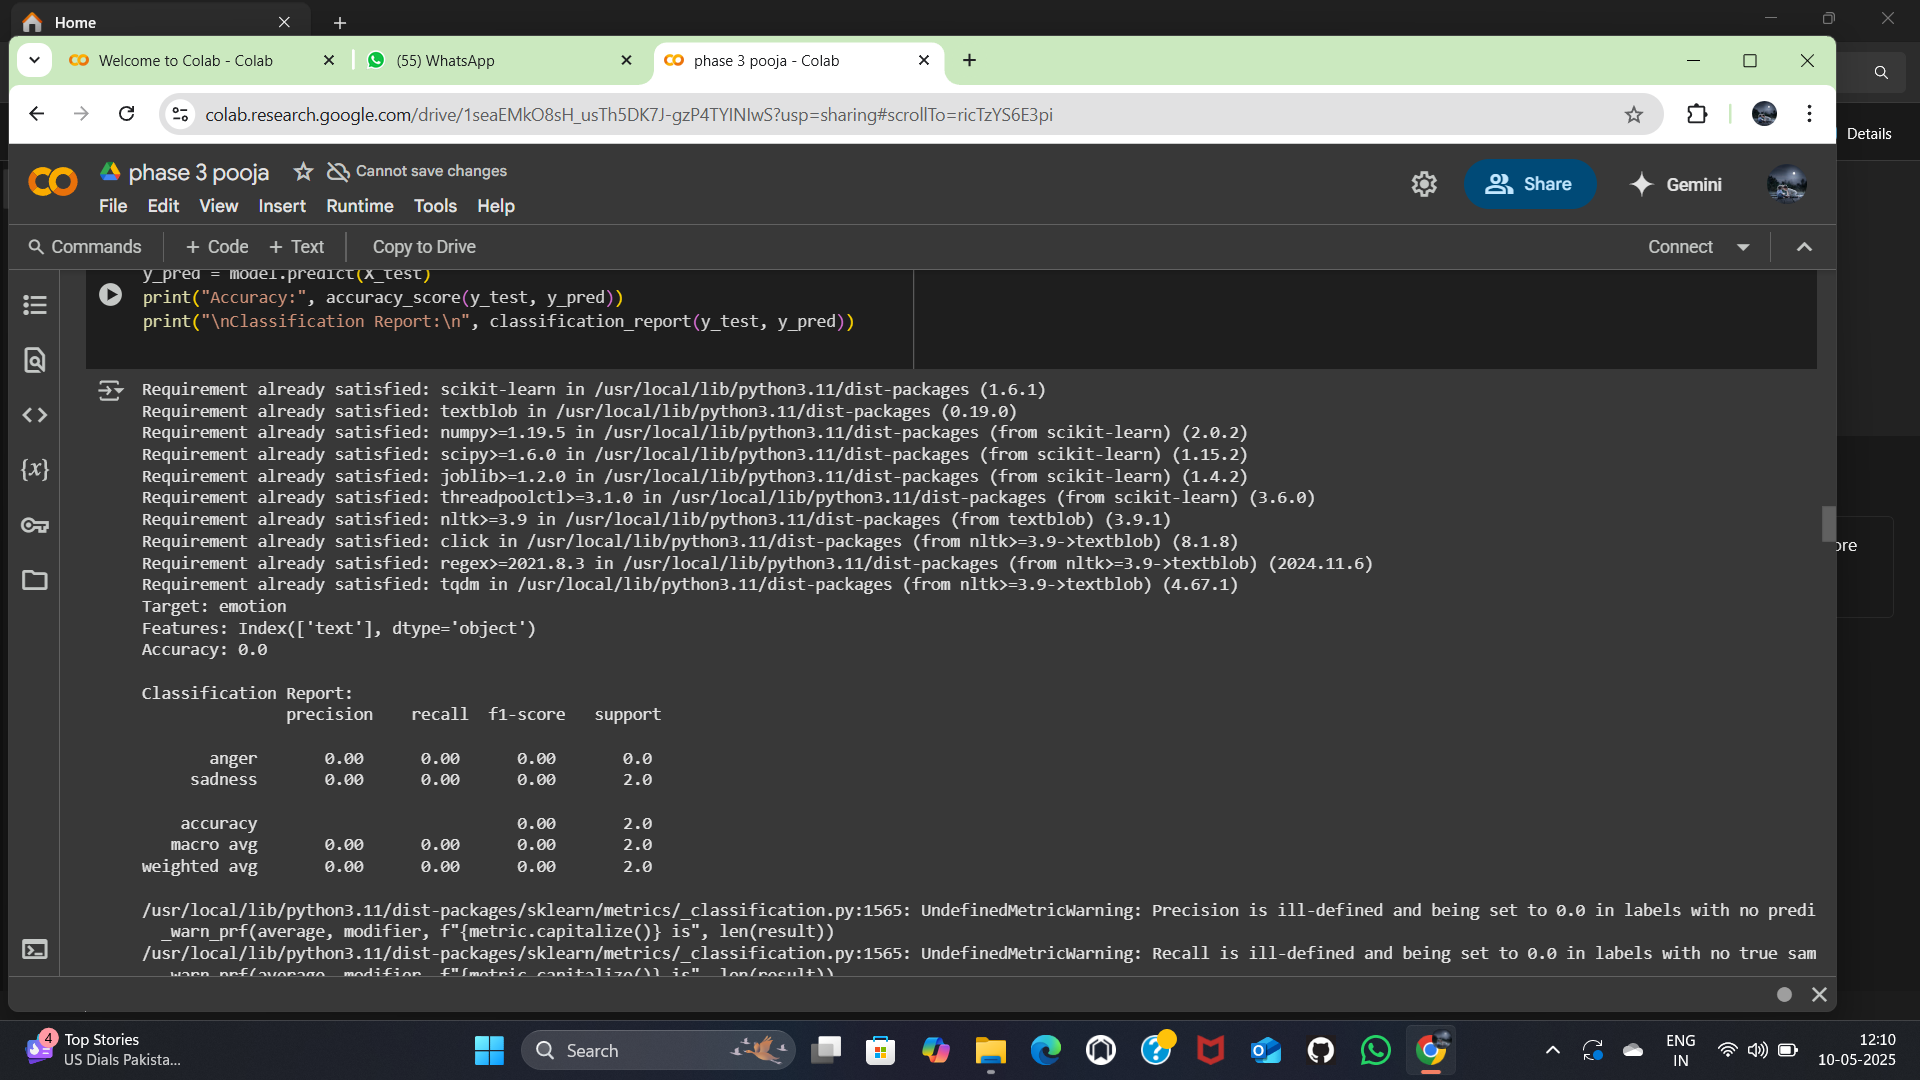 Home
Welcome to Colab - Colab
(55) WhatsApp
phase 3 pooja - Colab
colab.research.google.com/drive/1seaEMkO8sH_usTh5DK7J-gzP4TYINIwS?usp=sharing#scrollTo=ricTzYS6E3pi
Details
phase 3 pooja
Cannot save changes
Share
Gemini
File Edit View Insert Runtime Tools Help
Commands
+ Code + Text
Copy to Drive
Connect
y_pred = model.predict(X_test)
print("Accuracy:", accuracy_score(y_test, y_pred))
print("\nClassification Report:\n", classification_report(y_test, y_pred))
Requirement already satisfied: scikit-learn in /usr/local/lib/python3.11/dist-packages (1.6.1)
Requirement already satisfied: textblob in /usr/local/lib/python3.11/dist-packages (0.19.0)
Requirement already satisfied: numpy>=1.19.5 in /usr/local/lib/python3.11/dist-packages (from scikit-learn) (2.0.2)
Requirement already satisfied: scipy>=1.6.0 in /usr/local/lib/python3.11/dist-packages (from scikit-learn) (1.15.2)
Requirement already satisfied: joblib>=1.2.0 in /usr/local/lib/python3.11/dist-packages (from scikit-learn) (1.4.2)
Requirement already satisfied: threadpoolctl>=3.1.0 in /usr/local/lib/python3.11/dist-packages (from scikit-learn) (3.6.0)
Requirement already satisfied: nltk>=3.9 in /usr/local/lib/python3.11/dist-packages (from textblob) (3.9.1)
Requirement already satisfied: click in /usr/local/lib/python3.11/dist-packages (from nltk>=3.9->textblob) (8.1.8)
ore
Requirement already satisfied: regex>=2021.8.3 in /usr/local/lib/python3.11/dist-packages (from nltk>=3.9->textblob) (2024.11.6)
Requirement already satisfied: tqdm in /usr/local/lib/python3.11/dist-packages (from nltk>=3.9->textblob) (4.67.1)
Target: emotion
Features: Index(['text'], dtype='object')
Accuracy: 0.0
Classification Report:
precision recall f1-score support
anger 0.00 0.00 0.00 0.0
sadness 0.00 0.00 0.00 2.0
accuracy 0.00 2.0
macro avg 0.00 0.00 0.00 2.0
weighted avg 0.00 0.00 0.00 2.0
/usr/local/lib/python3.11/dist-packages/sklearn/metrics/_classification.py:1565: UndefinedMetricWarning: Precision is ill-defined and being set to 0.0 in labels with no predi
_warn_prf(average, modifier, f"{metric.capitalize()} is", len(result))
/usr/local/lib/python3.11/dist-packages/sklearn/metrics/_classification.py:1565: UndefinedMetricWarning: Recall is ill-defined and being set to 0.0 in labels with no true sam
_warn_prf(average, modifier, f"{metric.capitalize()} is", len(result))
4
Top Stories
US Dials Pakista...
Search
ENG
IN
12:10
10-05-2025